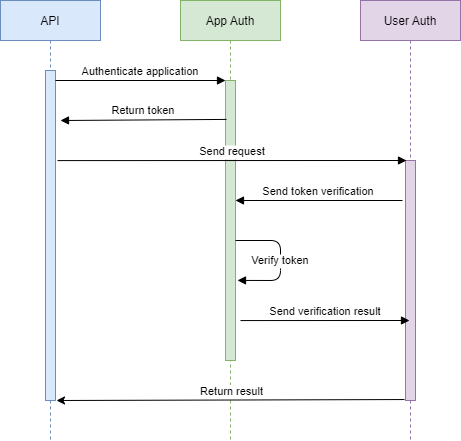 API
App Auth
User Auth
Authenticate application
Return token
Send request
Send token verification
Verify token
Send verification result
Return result